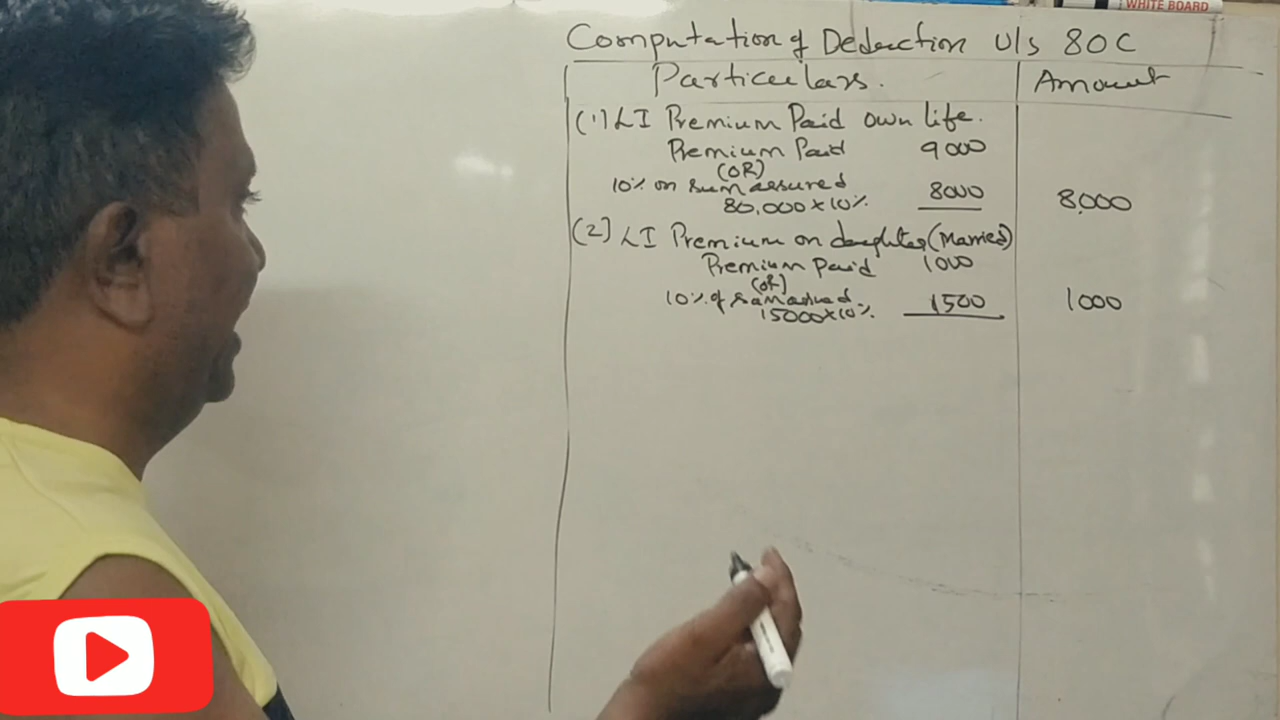 WHITE BOARD
Computation of Deduction U/s 80C
Particulars. Amount
(1) LI Premium Paid own life.
Premium Paid 9000
(OR)
10% on sum assured 8000 8,000
80,000 x 10%
(2) LI Premium on daughter (Married)
Premium paid 1000
(OR)
10% of sum assured 1500 1000
15000 x 10%.